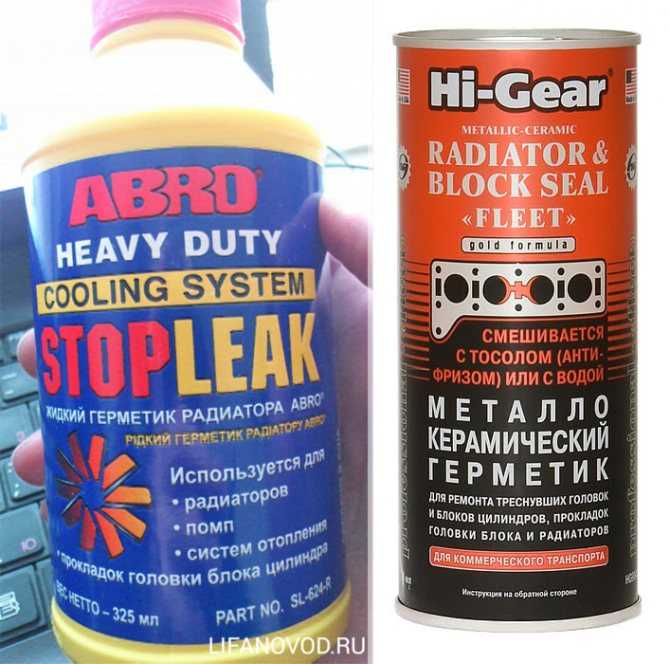 ABRO®
HEAVY DUTY
COOLING SYSTEM
STOPLEAK
ЖИДКИЙ ГЕРМЕТИК РАДИАТОРА ABRO®
РІДКИЙ ГЕРМЕТИК РАДІАТОРУ ABRO®
Используется для
• радиаторов
• помп
• систем отопления
• прокладок головки блока цилиндра
ВЕС НЕТТО – 325 мл
PART NO. SL-624-R
LIFANOVOD.RU
Hi-Gear®
METALLIC-CERAMIC
RADIATOR &
BLOCK SEAL
«FLEET»
gold formula
СМЕШИВАЕТСЯ
С ТОСОЛОМ (АНТИ-
ФРИЗОМ) ИЛИ С ВОДОЙ
МЕТАЛЛО
КЕРАМИЧЕСКИЙ
ГЕРМЕТИК
ДЛЯ РЕМОНТА ТРЕСНУВШИХ ГОЛОВОК
И БЛОКОВ ЦИЛИНДРОВ, ПРОКЛАДОК
ГОЛОВКИ БЛОКА И РАДИАТОРОВ
ДЛЯ КОММЕРЧЕСКОГО ТРАНСПОРТА
Инструкция на обратной стороне